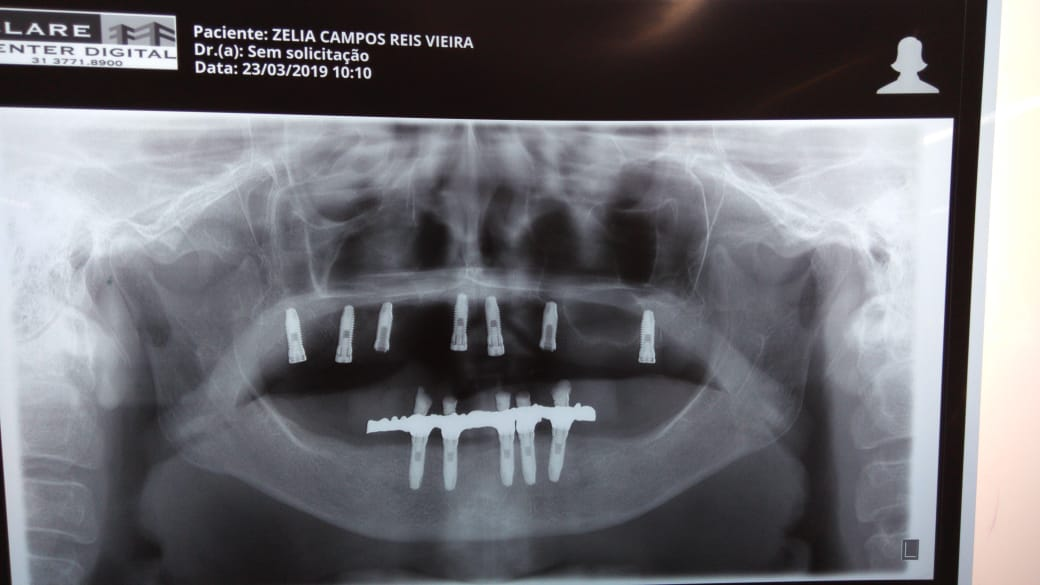 LARE
ENTER DIGITAL
31 3771.8900
Paciente: ZELIA CAMPOS REIS VIEIRA
Dr.(a): Sem solicitação
Data: 23/03/2019 10:10
L